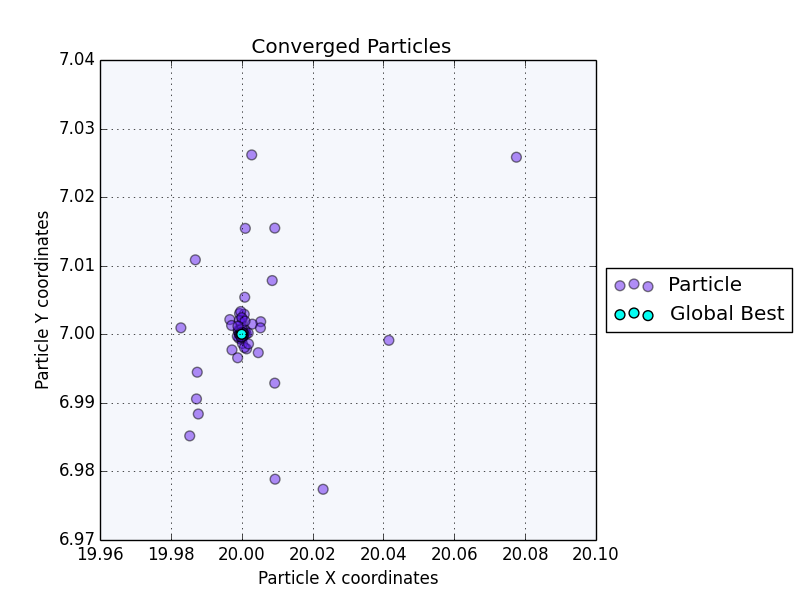 Converged Particles
7.04
7.03
7.02
7.01
7.00
6.99
6.98
6.97
Particle Y coordinates
19.96 19.98 20.00 20.02 20.04 20.06 20.08 20.10
Particle X coordinates
Particle
Global Best